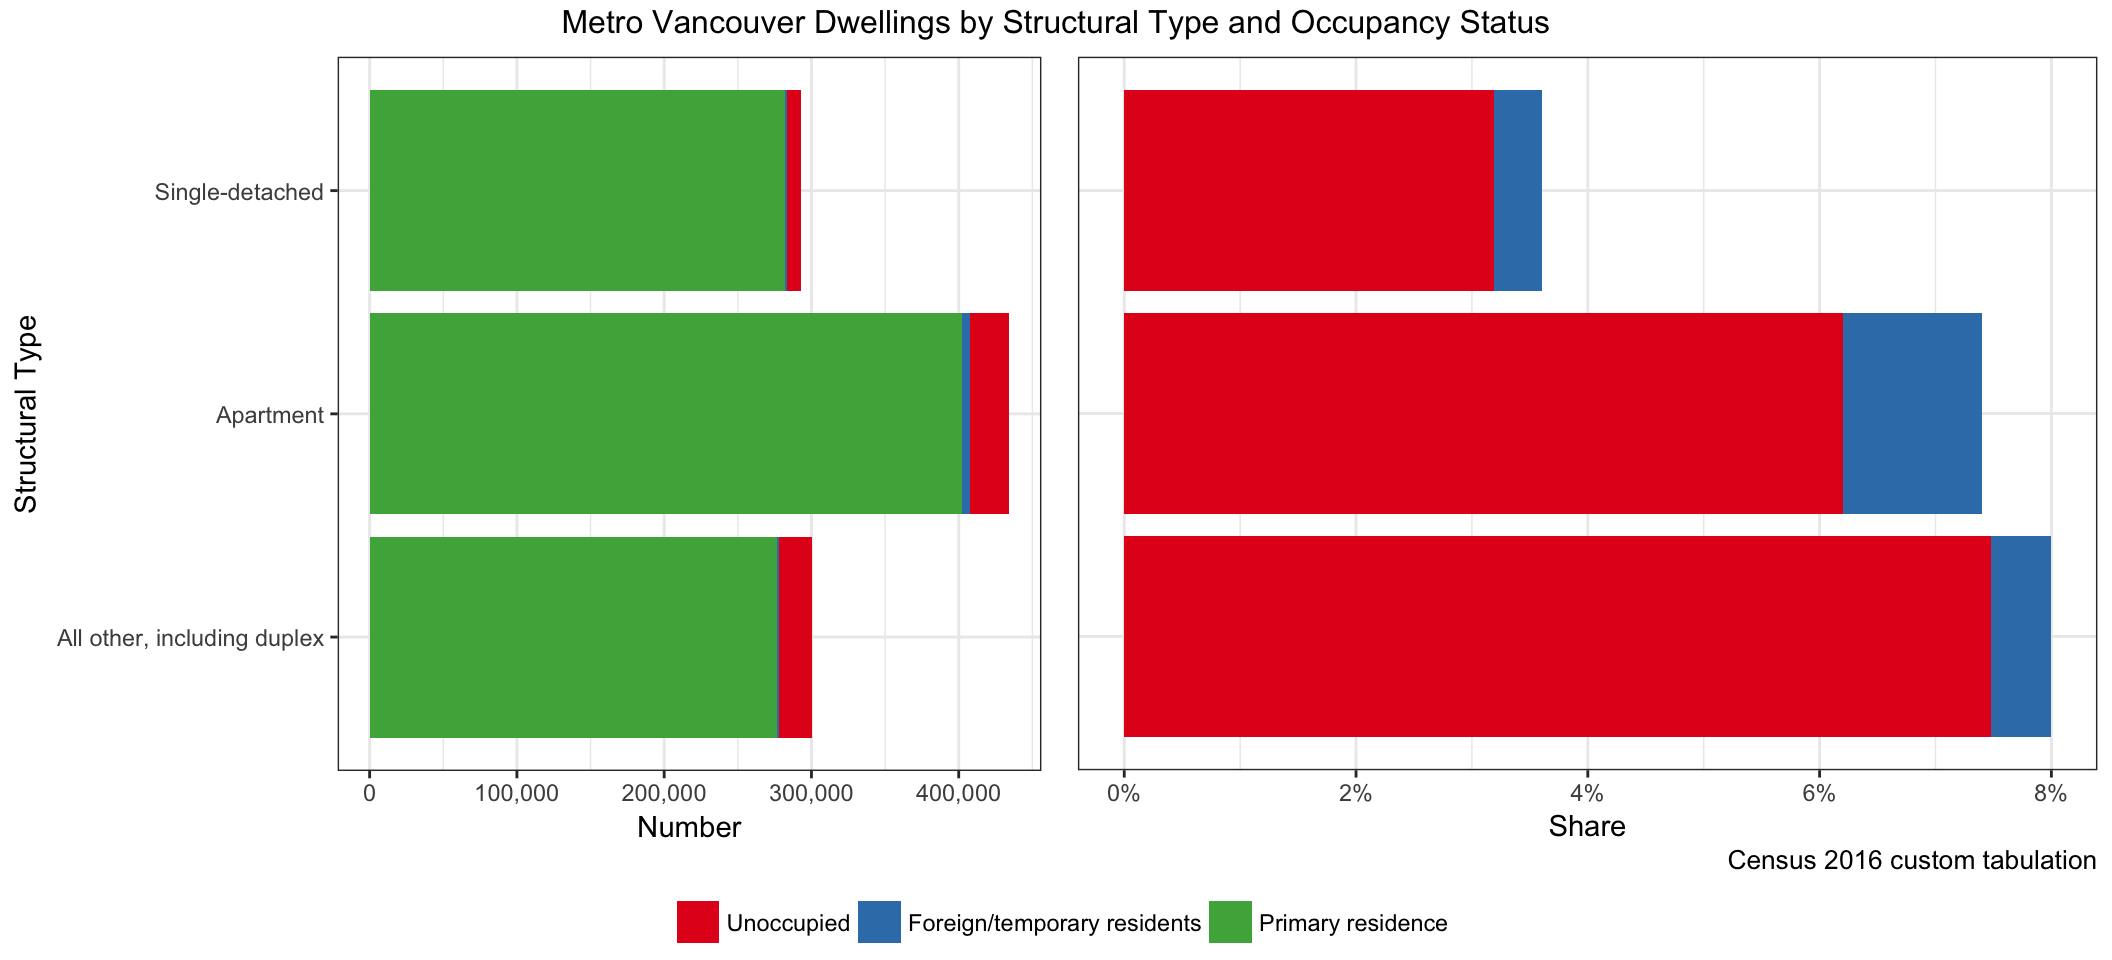 Metro Vancouver Dwellings by Structural Type and Occupancy Status
Structural Type
Single-detached
Apartment
All other, including duplex
0 100,000 200,000 300,000 400,000
Number
0% 2% 4% 6% 8%
Share
Census 2016 custom tabulation
Unoccupied Foreign/temporary residents Primary residence